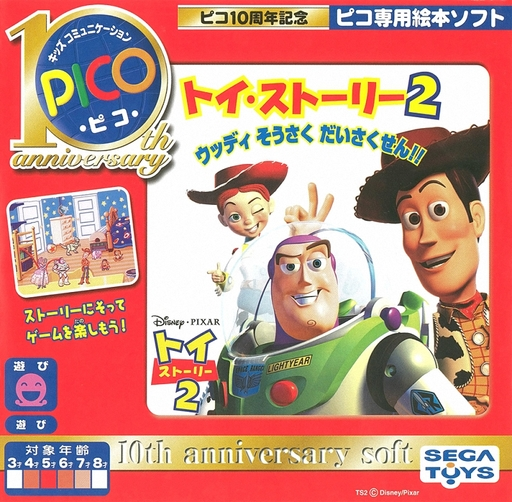 ピコ10周年記念
ピコ専用絵本ソフト
キッズ コミュニケーション
PICO
・ピコ・
10th
anniversary
トイ・ストーリー2
ウッディ そうさく だいさくせん!!
ストーリーにそって
ゲームを楽しもう!
たの
DISNEY・PIXAR
トイ
ストーリー
2
SPACE RANGER
LIGHTYEAR
遊び
遊び
対象年齢
3才 4才 5才 6才 7才 8才
10th anniversary soft
SEGA
TOYS
TS2 © Disney/Pixar